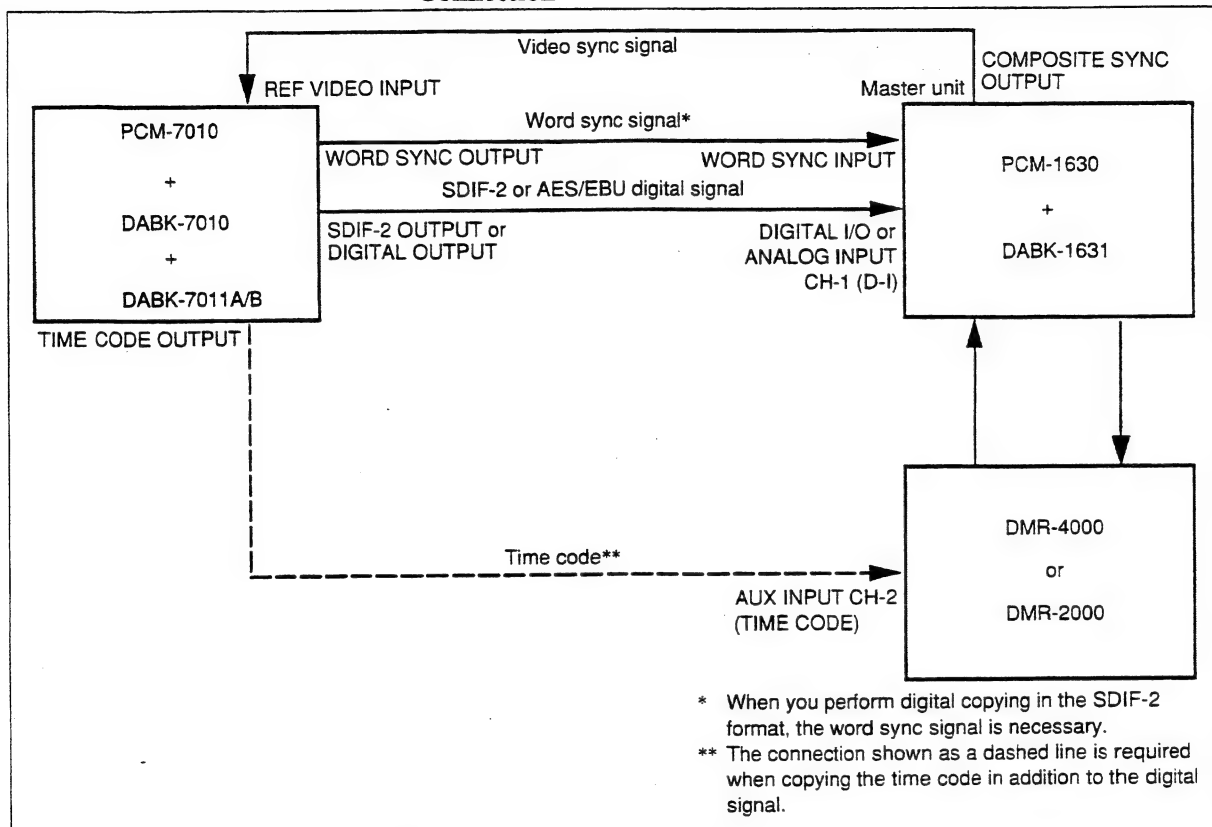 Connection
Video sync signal
COMPOSITE SYNC
OUTPUT
REF VIDEO INPUT
Master unit
PCM-7010
+
DABK-7010
+
DABK-7011A/B
Word sync signal*
WORD SYNC OUTPUT
WORD SYNC INPUT
SDIF-2 or AES/EBU digital signal
SDIF-2 OUTPUT or
DIGITAL OUTPUT
DIGITAL I/O or
ANALOG INPUT
CH-1 (D-I)
PCM-1630
+
DABK-1631
TIME CODE OUTPUT
Time code**
AUX INPUT CH-2
(TIME CODE)
DMR-4000
or
DMR-2000
* When you perform digital copying in the SDIF-2
format, the word sync signal is necessary.
** The connection shown as a dashed line is required
when copying the time code in addition to the digital
signal.